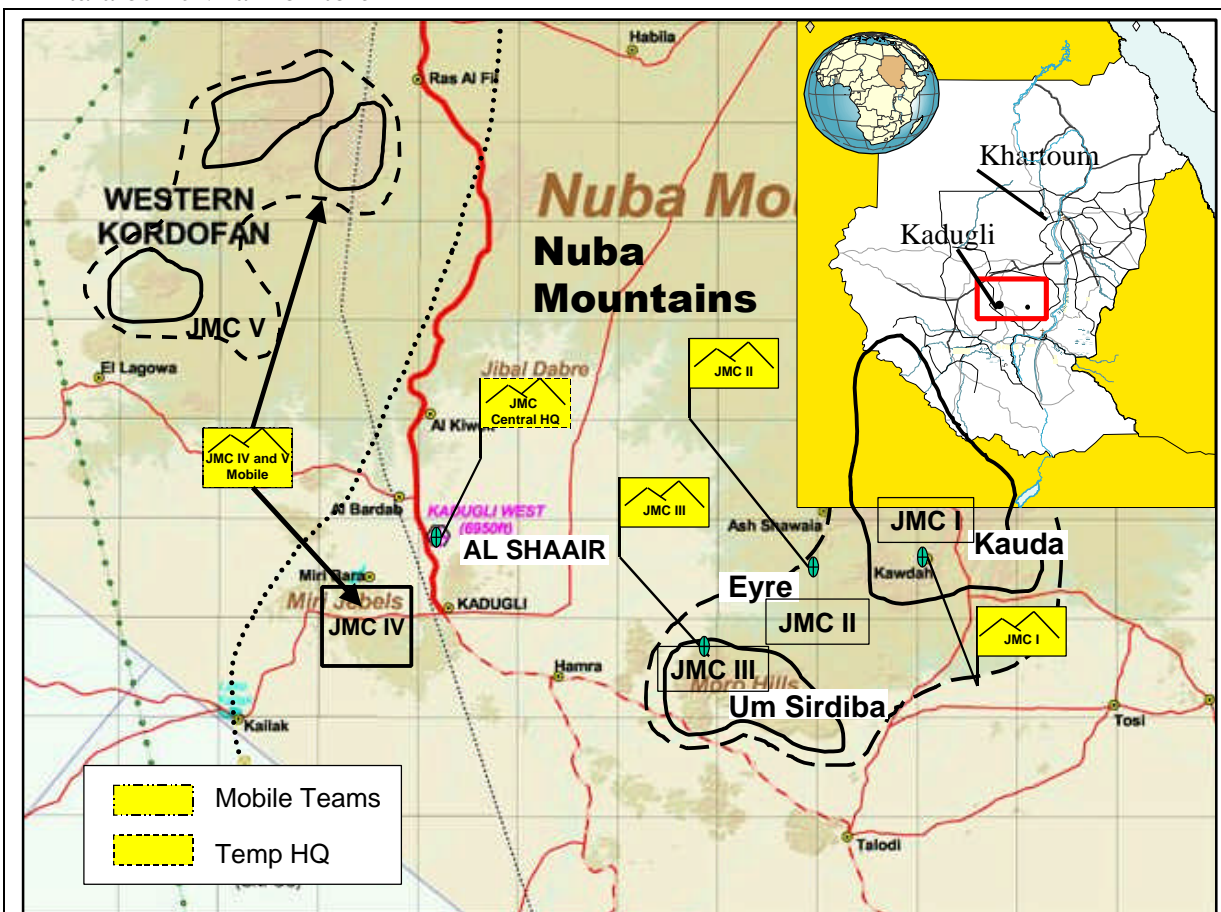 Habila
Ras Al Fil
Khartoum
WESTERN
KORDOFAN
Nuba Mo
Kadugli
Nuba
Mountains
JMC V
El Lagowa
Jibal Dabre
JMC II
JMC
Central HQ
Al Kiwe
JMC IV and V
Mobile
JMC III
Al Bardab
KADUGLI WEST
(6950ft)
AL SHAAIR
Ash Shawaia
JMC I
Kauda
Kawdah
Eyre
Miri Bara
Miri Jebels
KADUGLI
JMC IV
JMC II
JMC I
Hamra
JMC III
Moro Hills
Um Sirdiba
Kailak
Tosi
Mobile Teams
Temp HQ
Talodi